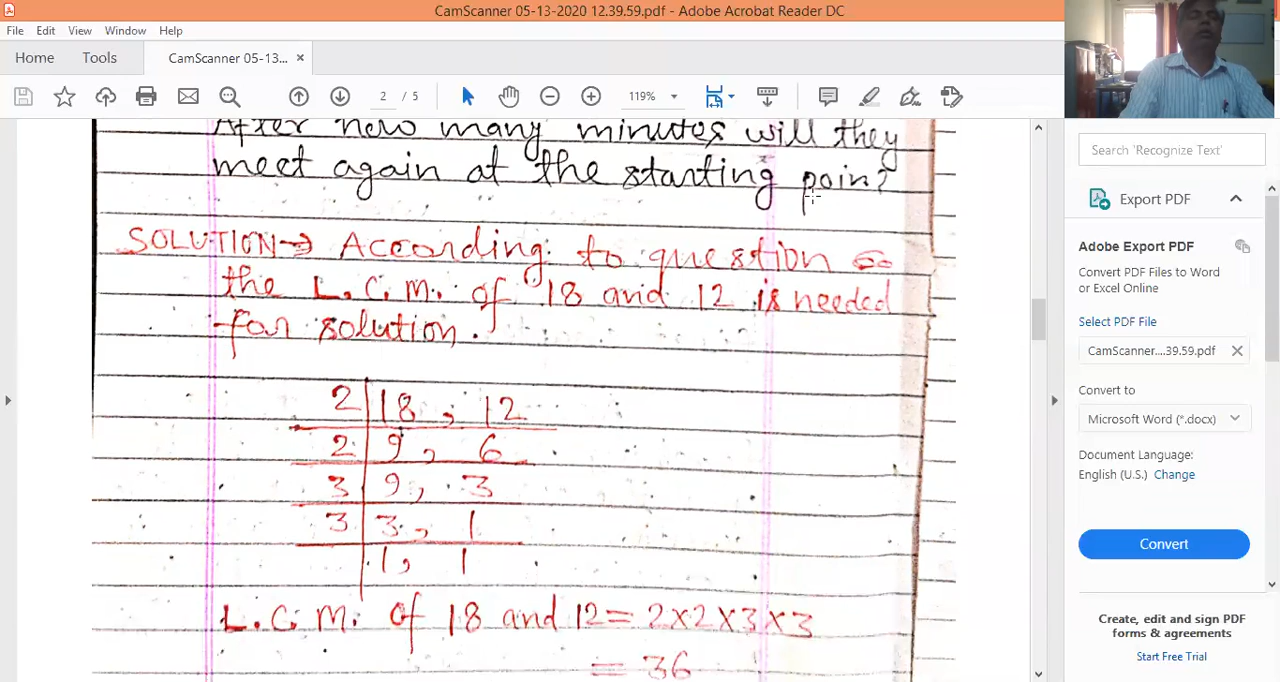 CamScanner 05-13-2020 12.39.59.pdf - Adobe Acrobat Reader DC
File Edit View Window Help
Home Tools CamScanner 05-13... ×
2 / 5 119%
After how many minutes will they
meet again at the starting poin?
SOLUTION→ According to question
the L.C.M. of 18 and 12 is needed
for solution.
2 18, 12
2 9, 6
3 9, 3
3 3, 1
1, 1
L.C.M. of 18 and 12 = 2×2×3×3
= 36
Search 'Recognize Text'
Export PDF
Adobe Export PDF
Convert PDF Files to Word
or Excel Online
Select PDF File
CamScanner....39.59.pdf ×
Convert to
Microsoft Word (*.docx)
Document Language:
English (U.S.) Change
Convert
Create, edit and sign PDF
forms & agreements
Start Free Trial